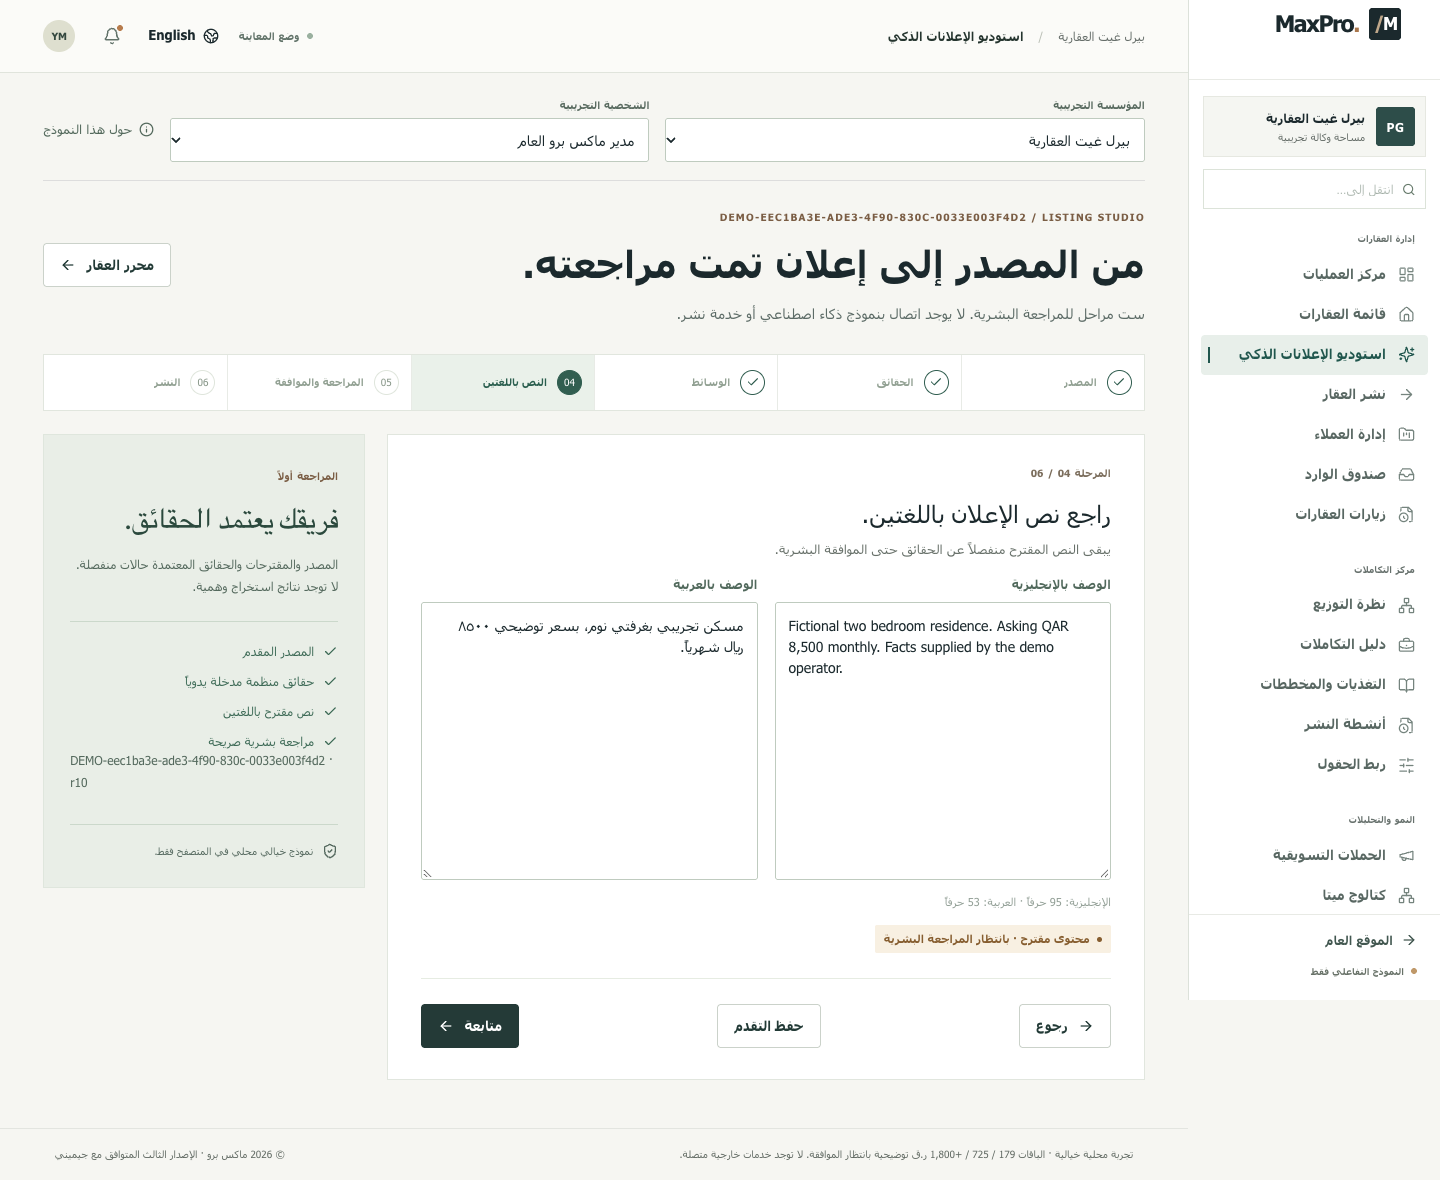 MaxPro.
/M
PG
بيرل غيت العقارية
مساحة وكالة تجريبية
انتقل إلى...
إدارة العقارات
مركز العمليات
قائمة العقارات
استوديو الإعلانات الذكي
نشر العقار
إدارة العملاء
صندوق الوارد
زيارات العقارات
مركز التكاملات
نظرة التوزيع
دليل التكاملات
التغذيات والمخططات
أنشطة النشر
ربط الحقول
النمو والتحليلات
الحملات التسويقية
كتالوج ميتا
الموقع العام
النموذج التفاعلي فقط
بيرل غيت العقارية / استوديو الإعلانات الذكي
وضع المعاينة
English
YM
المؤسسة التجريبية
بيرل غيت العقارية
الشخصية التجريبية
مدير ماكس برو العام
حول هذا النموذج
DEMO-EEC1BA3E-ADE3-4F90-830C-0033E003F4D2 / LISTING STUDIO
من المصدر إلى إعلان تمت مراجعته.
محرر العقار
ست مراحل للمراجعة البشرية. لا يوجد اتصال بنموذج ذكاء اصطناعي أو خدمة نشر.
المصدر
الحقائق
الوسائط
04 النص باللغتين
05 المراجعة والموافقة
06 النشر
المرحلة 04 / 06
راجع نص الإعلان باللغتين.
يبقى النص المقترح منفصلاً عن الحقائق حتى الموافقة البشرية.
الوصف بالإنجليزية
Fictional two bedroom residence. Asking QAR
8,500 monthly. Facts supplied by the demo
operator.
الوصف بالعربية
مسكن تجريبي بغرفتي نوم، بسعر توضيحي ٨٥٠٠
ريال شهرياً.
الإنجليزية: 95 حرفاً · العربية: 53 حرفاً
محتوى مقترح · بانتظار المراجعة البشرية
رجوع
حفظ التقدم
متابعة
المراجعة أولاً
فريقك يعتمد الحقائق.
المصدر والمقترحات والحقائق المعتمدة حالات منفصلة.
لا توجد نتائج استخراج وهمية.
المصدر المقدم
حقائق منظمة مدخلة يدوياً
نص مقترح باللغتين
مراجعة بشرية صريحة
DEMO-eec1ba3e-ade3-4f90-830c-0033e003f4d2 ·
r10
نموذج خيالي محلي في المتصفح فقط.
تجربة محلية خيالية · الباقات 179 / 725 / +1,800 ر.ق توضيحية بانتظار الموافقة. لا توجد خدمات خارجية متصلة.
© 2026 ماكس برو · الإصدار الثالث المتوافق مع جيميني